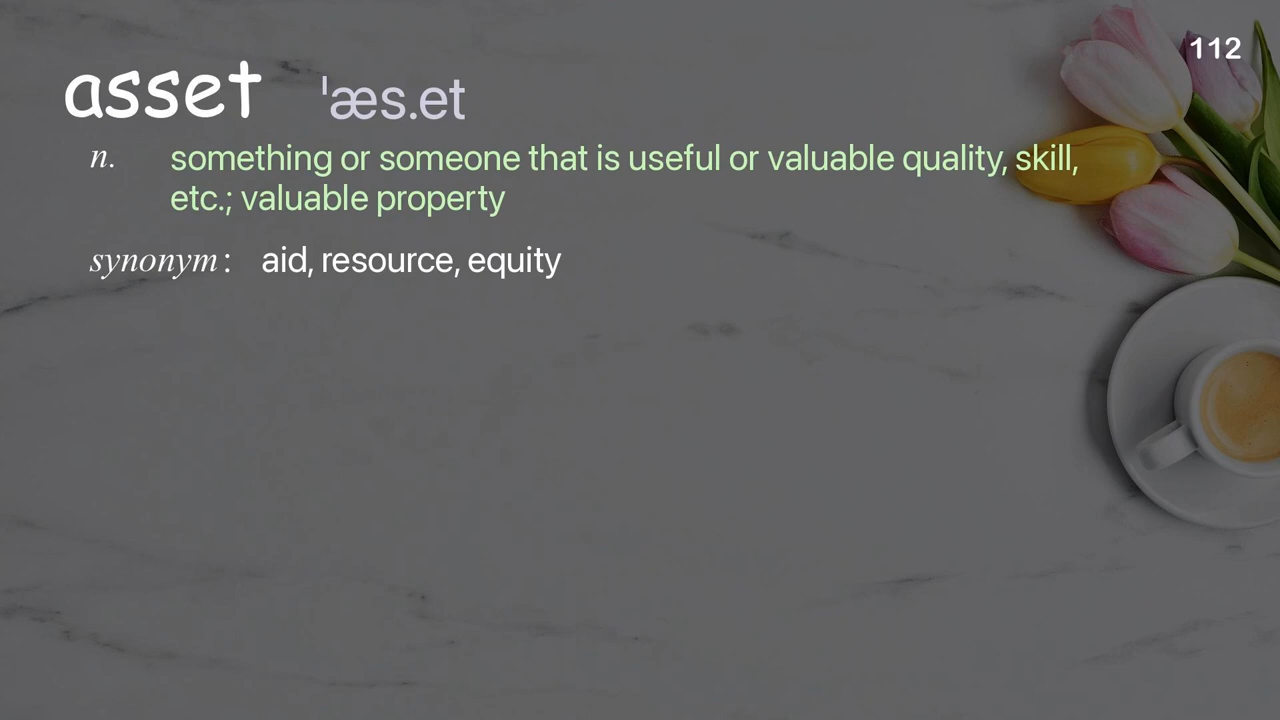 112
asset ˈæs.et
n. something or someone that is useful or valuable quality, skill,
etc.; valuable property
synonym: aid, resource, equity